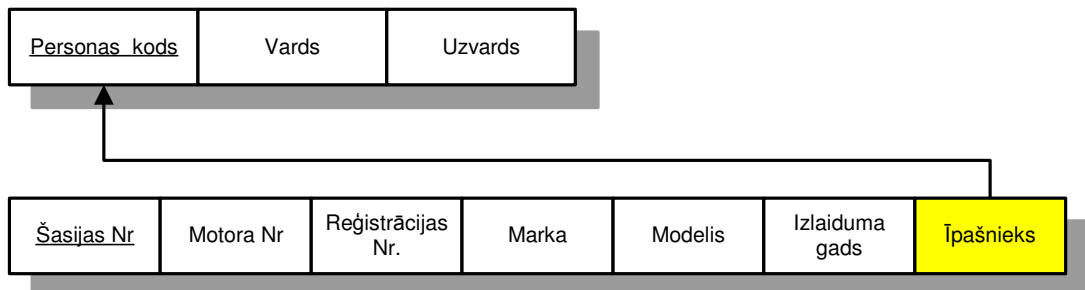 Personas kods
Vards
Uzvards
Šasijas Nr
Motora Nr
Reģistrācijas
Nr.
Marka
Modelis
Izlaiduma
gads
Īpašnieks